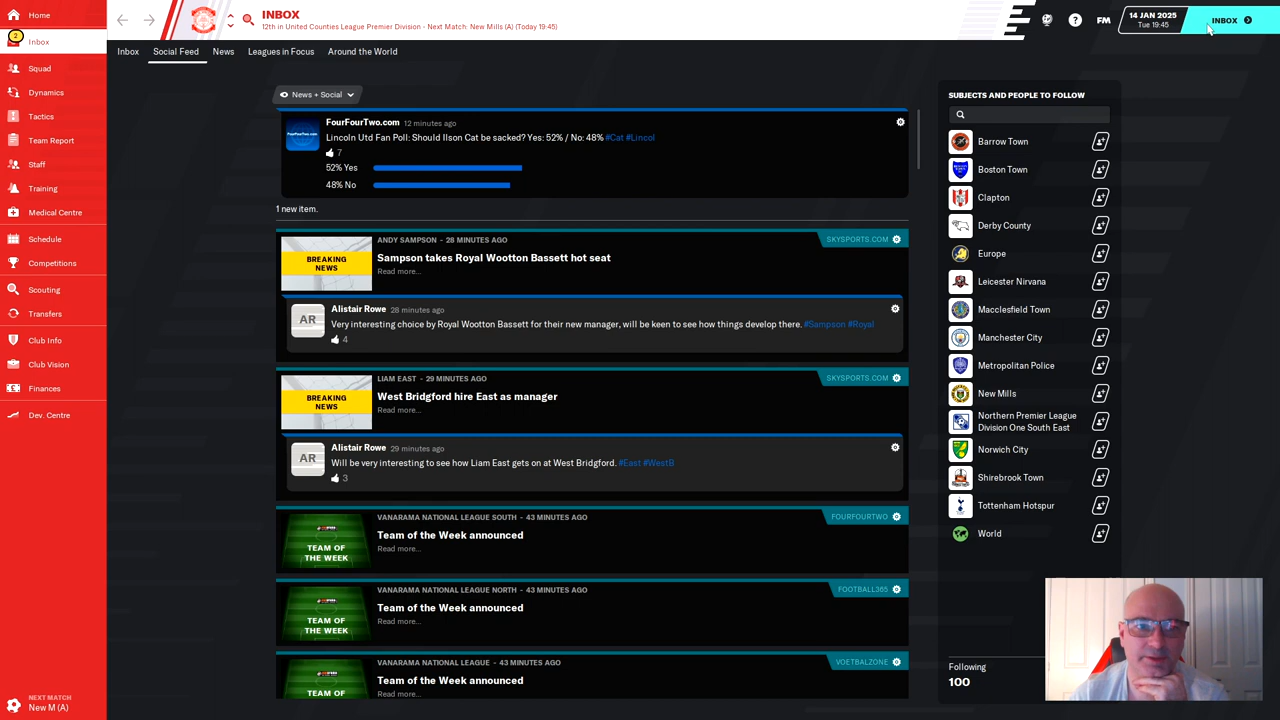 Home
2
Inbox
Squad
Dynamics
Tactics
Team Report
Staff
Training
Medical Centre
Schedule
Competitions
Scouting
Transfers
Club Info
Club Vision
Finances
Dev. Centre
NEXT MATCH
New M (A)
INBOX
12th in United Counties League Premier Division - Next Match: New Mills (A) (Today 19:45)
?
FM
14 JAN 2025
Tue 19:45
INBOX
Inbox
Social Feed
News
Leagues in Focus
Around the World
News + Social
FourFourTwo.com
FourFourTwo.com 12 minutes ago
Lincoln Utd Fan Poll: Should Ilson Cat be sacked? Yes: 52% / No: 48% #Cat #Lincol
7
52% Yes
48% No
1 new item.
BREAKING
NEWS
ANDY SAMPSON - 28 MINUTES AGO
SKYSPORTS.COM
Sampson takes Royal Wootton Bassett hot seat
Read more...
AR
Alistair Rowe 28 minutes ago
Very interesting choice by Royal Wootton Bassett for their new manager, will be keen to see how things develop there. #Sampson #Royal
4
BREAKING
NEWS
LIAM EAST - 29 MINUTES AGO
SKYSPORTS.COM
West Bridgford hire East as manager
Read more...
AR
Alistair Rowe 29 minutes ago
Will be very interesting to see how Liam East gets on at West Bridgford. #East #WestB
3
TEAM OF
THE WEEK
VANARAMA NATIONAL LEAGUE SOUTH - 43 MINUTES AGO
FOURFOURTWO
Team of the Week announced
Read more...
TEAM OF
THE WEEK
VANARAMA NATIONAL LEAGUE NORTH - 43 MINUTES AGO
FOOTBALL365
Team of the Week announced
Read more...
TEAM OF
VANARAMA NATIONAL LEAGUE - 43 MINUTES AGO
VOETBALZONE
Team of the Week announced
Read more...
SUBJECTS AND PEOPLE TO FOLLOW
Barrow Town
Boston Town
Clapton
Derby County
Europe
Leicester Nirvana
Macclesfield Town
Manchester City
Metropolitan Police
New Mills
Northern Premier League
Division One South East
Norwich City
Shirebrook Town
Tottenham Hotspur
World
Following
100